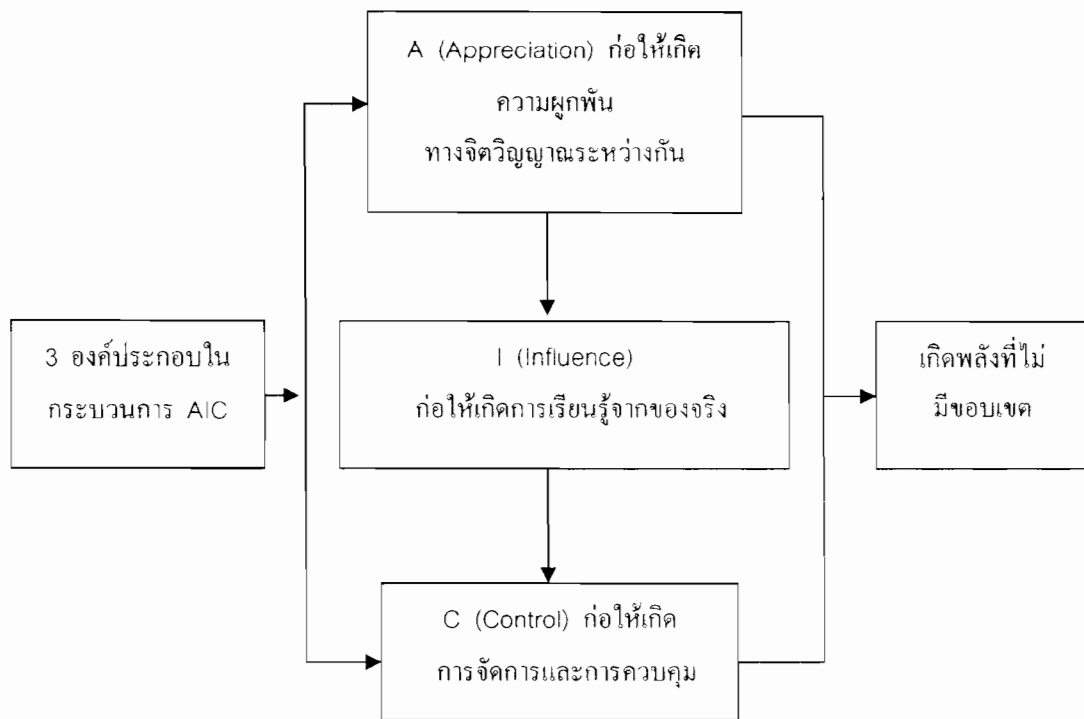 A (Appreciation) ก่อให้เกิด
ความผูกพัน
ทางจิตวิญญาณระหว่างกัน
3 องค์ประกอบใน
กระบวนการ AIC
I (Influence)
ก่อให้เกิดการเรียนรู้จากของจริง
เกิดพลังที่ไม่
มีขอบเขต
C (Control) ก่อให้เกิด
การจัดการและการควบคุม